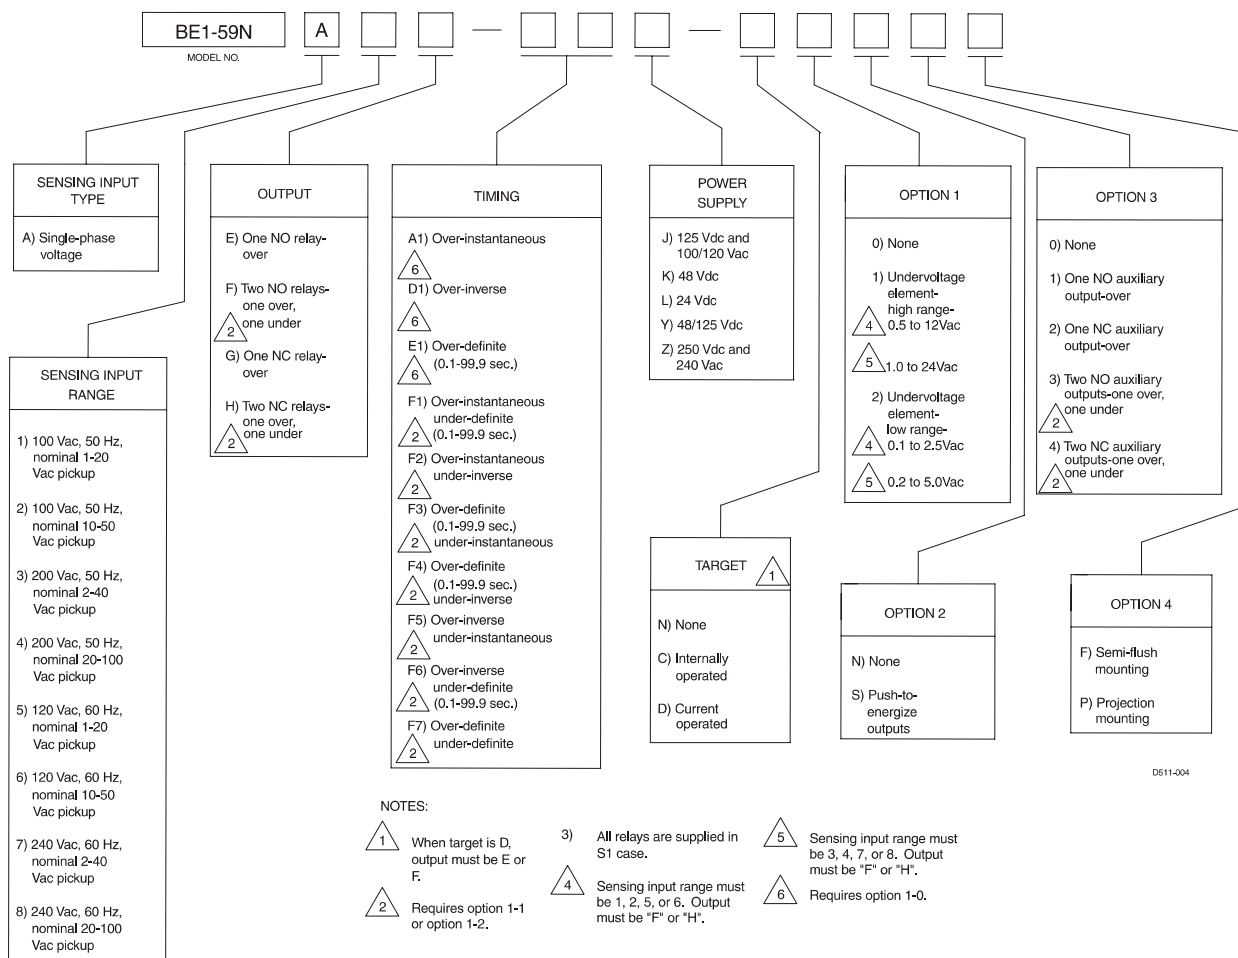 BE1-59N
A
MODEL NO.
SENSING INPUT
TYPE
A) Single-phase
voltage
SENSING INPUT
RANGE
1) 100 Vac, 50 Hz,
nominal 1-20
Vac pickup
2) 100 Vac, 50 Hz,
nominal 10-50
Vac pickup
3) 200 Vac, 50 Hz,
nominal 2-40
Vac pickup
4) 200 Vac, 50 Hz,
nominal 20-100
Vac pickup
5) 120 Vac, 60 Hz,
nominal 1-20
Vac pickup
6) 120 Vac, 60 Hz,
nominal 10-50
Vac pickup
7) 240 Vac, 60 Hz,
nominal 2-40
Vac pickup
8) 240 Vac, 60 Hz,
nominal 20-100
Vac pickup
OUTPUT
E) One NO relay-
over
F) Two NO relays-
one over,
2 one under
G) One NC relay-
over
H) Two NC relays-
one over,
2 one under
TIMING
A1) Over-instantaneous
6
D1) Over-inverse
6
E1) Over-definite
6 (0.1-99.9 sec.)
F1) Over-instantaneous
under-definite
2 (0.1-99.9 sec.)
F2) Over-instantaneous
2 under-inverse
F3) Over-definite
(0.1-99.9 sec.)
2 under-instantaneous
F4) Over-definite
(0.1-99.9 sec.)
2 under-inverse
F5) Over-inverse
2 under-instantaneous
F6) Over-inverse
under-definite
2 (0.1-99.9 sec.)
F7) Over-definite
2 under-definite
POWER
SUPPLY
J) 125 Vdc and
100/120 Vac
K) 48 Vdc
L) 24 Vdc
Y) 48/125 Vdc
Z) 250 Vdc and
240 Vac
TARGET 1
N) None
C) Internally
operated
D) Current
operated
OPTION 1
0) None
1) Undervoltage
element-
high range-
4 0.5 to 12Vac
5 1.0 to 24Vac
2) Undervoltage
element-
low range-
4 0.1 to 2.5Vac
5 0.2 to 5.0Vac
OPTION 2
N) None
S) Push-to-
energize
outputs
OPTION 3
0) None
1) One NO auxiliary
output-over
2) One NC auxiliary
output-over
3) Two NO auxiliary
outputs-one over,
2 one under
4) Two NC auxiliary
outputs-one over,
2 one under
OPTION 4
F) Semi-flush
mounting
P) Projection
mounting
D511-004
NOTES:
1 When target is D,
output must be E or
F.
2 Requires option 1-1
or option 1-2.
3) All relays are supplied in
S1 case.
4 Sensing input range must
be 1, 2, 5, or 6. Output
must be "F" or "H".
5 Sensing input range must
be 3, 4, 7, or 8. Output
must be "F" or "H".
6 Requires option 1-0.